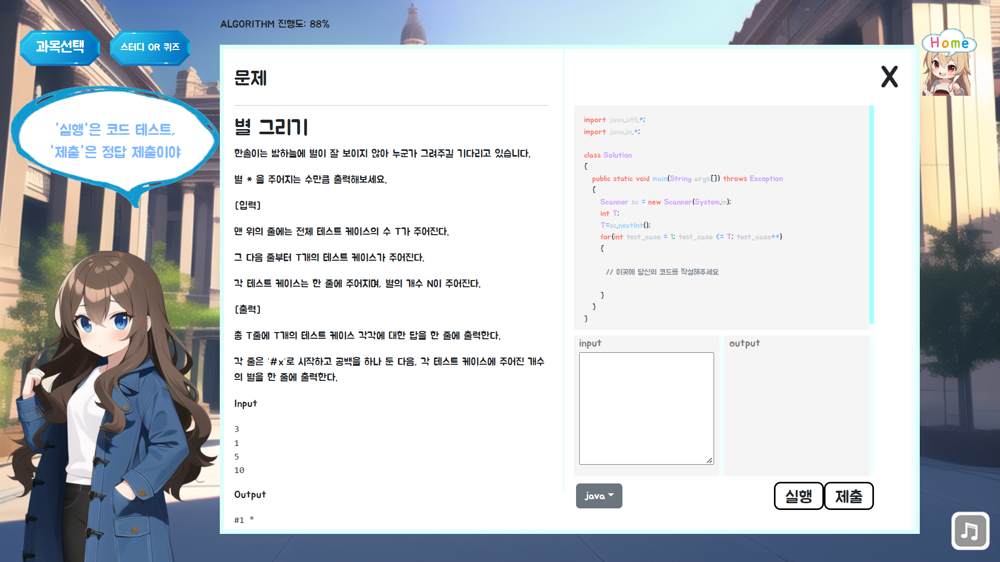 ALGORITHM 진행도: 88%
과목선택
스터디 OR 퀴즈
Home
'실행'은 코드 테스트,
'제출'은 정답 제출이야
문제
X
별 그리기
한솔이는 밤하늘에 별이 잘 보이지 않아 누군가 그려주길 기다리고 있습니다.
별 * 을 주어지는 수만큼 출력해보세요.
[입력]
맨 위의 줄에는 전체 테스트 케이스의 수 T가 주어진다.
그 다음 줄부터 T개의 테스트 케이스가 주어진다.
각 테스트 케이스는 한 줄에 주어지며, 별의 개수 N이 주어진다.
[출력]
총 T줄에 T개의 테스트 케이스 각각에 대한 답을 한 줄에 출력한다.
각 줄은 '#x'로 시작하고 공백을 하나 둔 다음, 각 테스트 케이스에 주어진 개수
의 별을 한 줄에 출력한다.
Input
3
1
5
10
Output
#1 *
import java.util.*;
import java.io.*;
class Solution
{
public static void main(String args[]) throws Exception
{
Scanner sc = new Scanner(System.in);
int T;
T=sc.nextInt();
for(int test_case = 1; test_case <= T; test_case++)
{
// 이곳에 당신의 코드를 작성해주세요
}
}
}
input
output
java
실행
제출